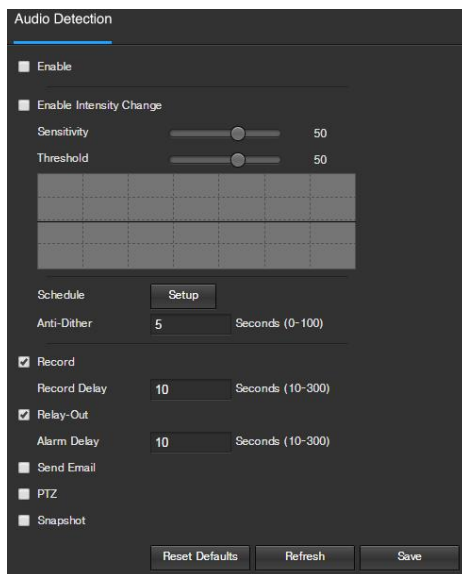 Audio Detection
Enable
Enable Intensity Change
Sensitivity 50
Threshold 50
Schedule Setup
Anti-Dither 5 Seconds (0-100)
Record
Record Delay 10 Seconds (10-300)
Relay-Out
Alarm Delay 10 Seconds (10-300)
Send Email
PTZ
Snapshot
Reset Defaults Refresh Save